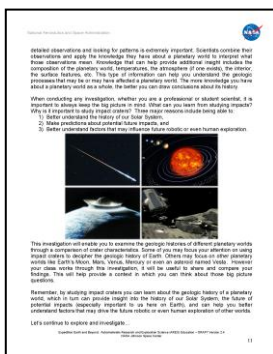 National Aeronautics and Space Administration
NASA
detailed observations and looking for patterns is extremely important. Scientists combine their
observations and apply the knowledge they have about a planetary world to interpret what
those observations mean. Knowledge that can help provide additional insight includes the
composition of the planetary world, temperatures, the atmosphere (if one exists), the interior,
the surface features, etc. This type of information can help you understand the geologic
processes that may be or may have affected a planetary world. The more knowledge you have
about a planetary world as a whole, the better you can draw conclusions about its history.
When conducting any investigation, whether you are a professional or student scientist, it is
important to always keep the big picture in mind. What can you learn from studying impacts?
Why is it important to study impact craters? Three major reasons include being able to:
1) Better understand the history of our Solar System,
2) Make predictions about potential future impacts, and
3) Better understand factors that may influence future robotic or even human exploration.
This investigation will enable you to examine the geologic histories of different planetary worlds
through a comparison of crater characteristics. Some of you may focus your attention on using
impact craters to decipher the geologic history of Earth. Others may focus on other planetary
worlds like Earth's Moon, Mars, Venus, Mercury or even an asteroid named Vesta. However
your class works through this investigation, it will be useful to share and compare your
findings. This will help provide a context in which you can think about those big picture
questions.
Remember, by studying impact craters you can learn about the geologic history of a planetary
world, which in turn can provide insight into the history of our Solar System, the future of
potential impacts (especially important to us here on Earth), and can help you better
understand factors that may drive the future robotic or even human exploration of other worlds.
Let's continue to explore and investigate...
11